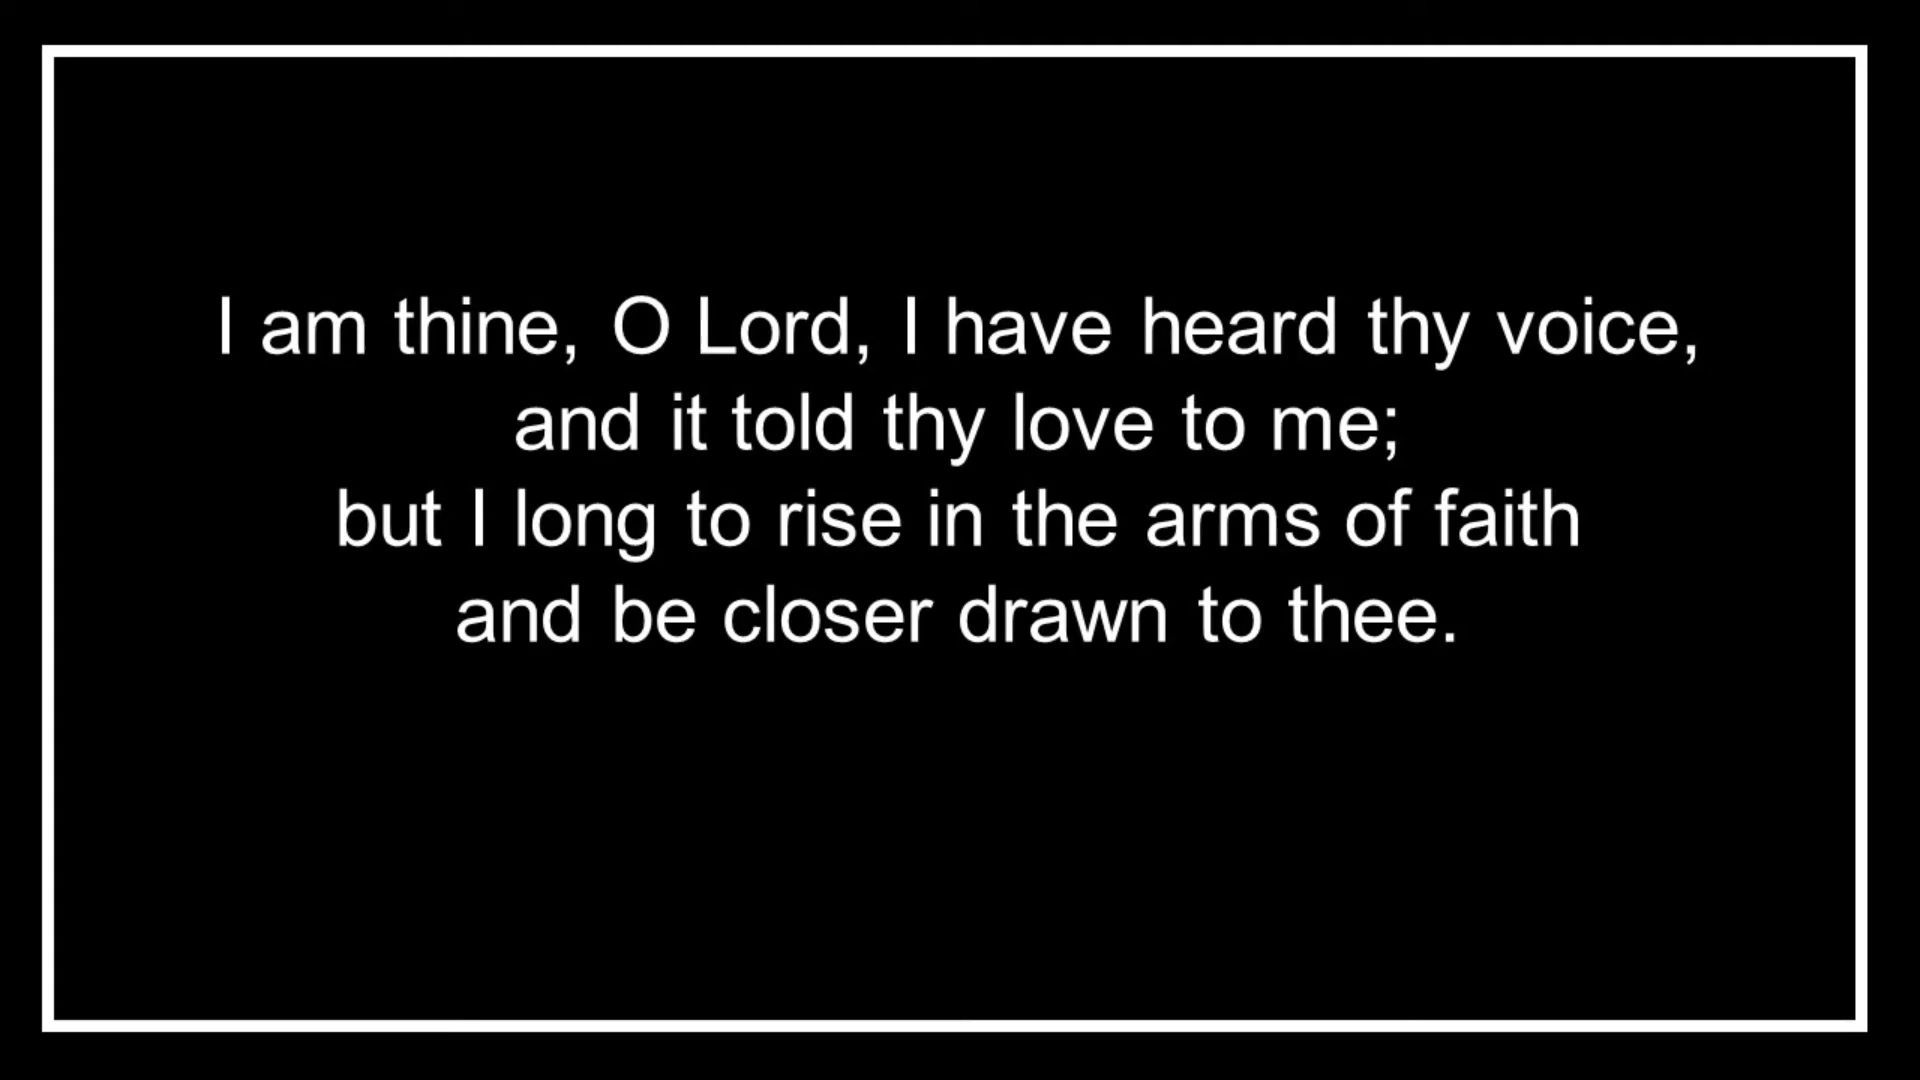 I am thine, O Lord, I have heard thy voice,
and it told thy love to me;
but I long to rise in the arms of faith
and be closer drawn to thee.